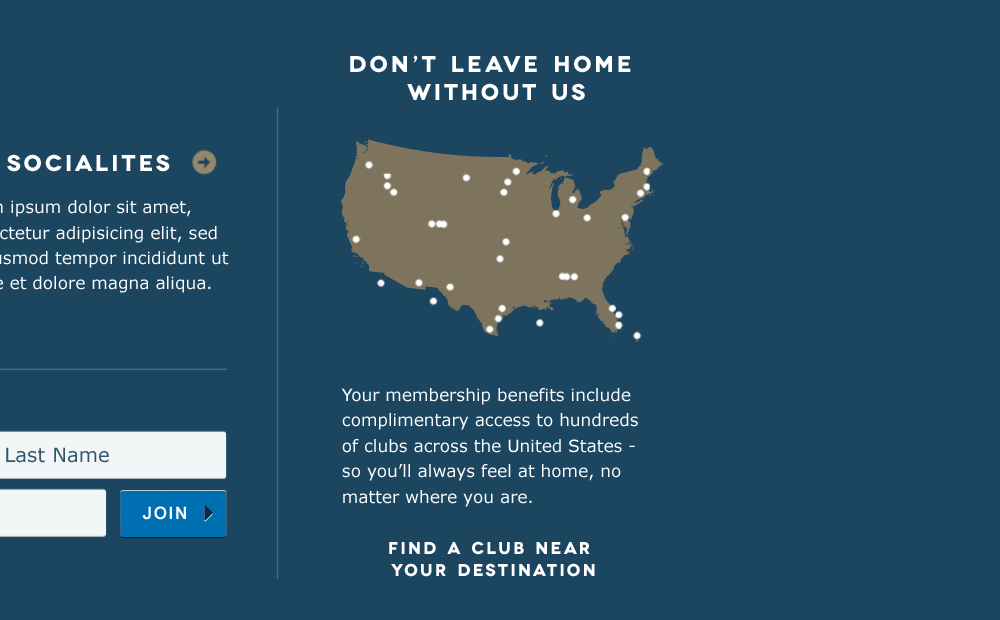 SOCIALITES
ipsum dolor sit amet,
adipisicing elit, sed
tempor incididunt ut
et dolore magna aliqua.
Last Name
JOIN
DON'T LEAVE HOME
WITHOUT US
Your membership benefits include
complimentary access to hundreds
of clubs across the United States -
so you'll always feel at home, no
matter where you are.
FIND A CLUB NEAR
YOUR DESTINATION